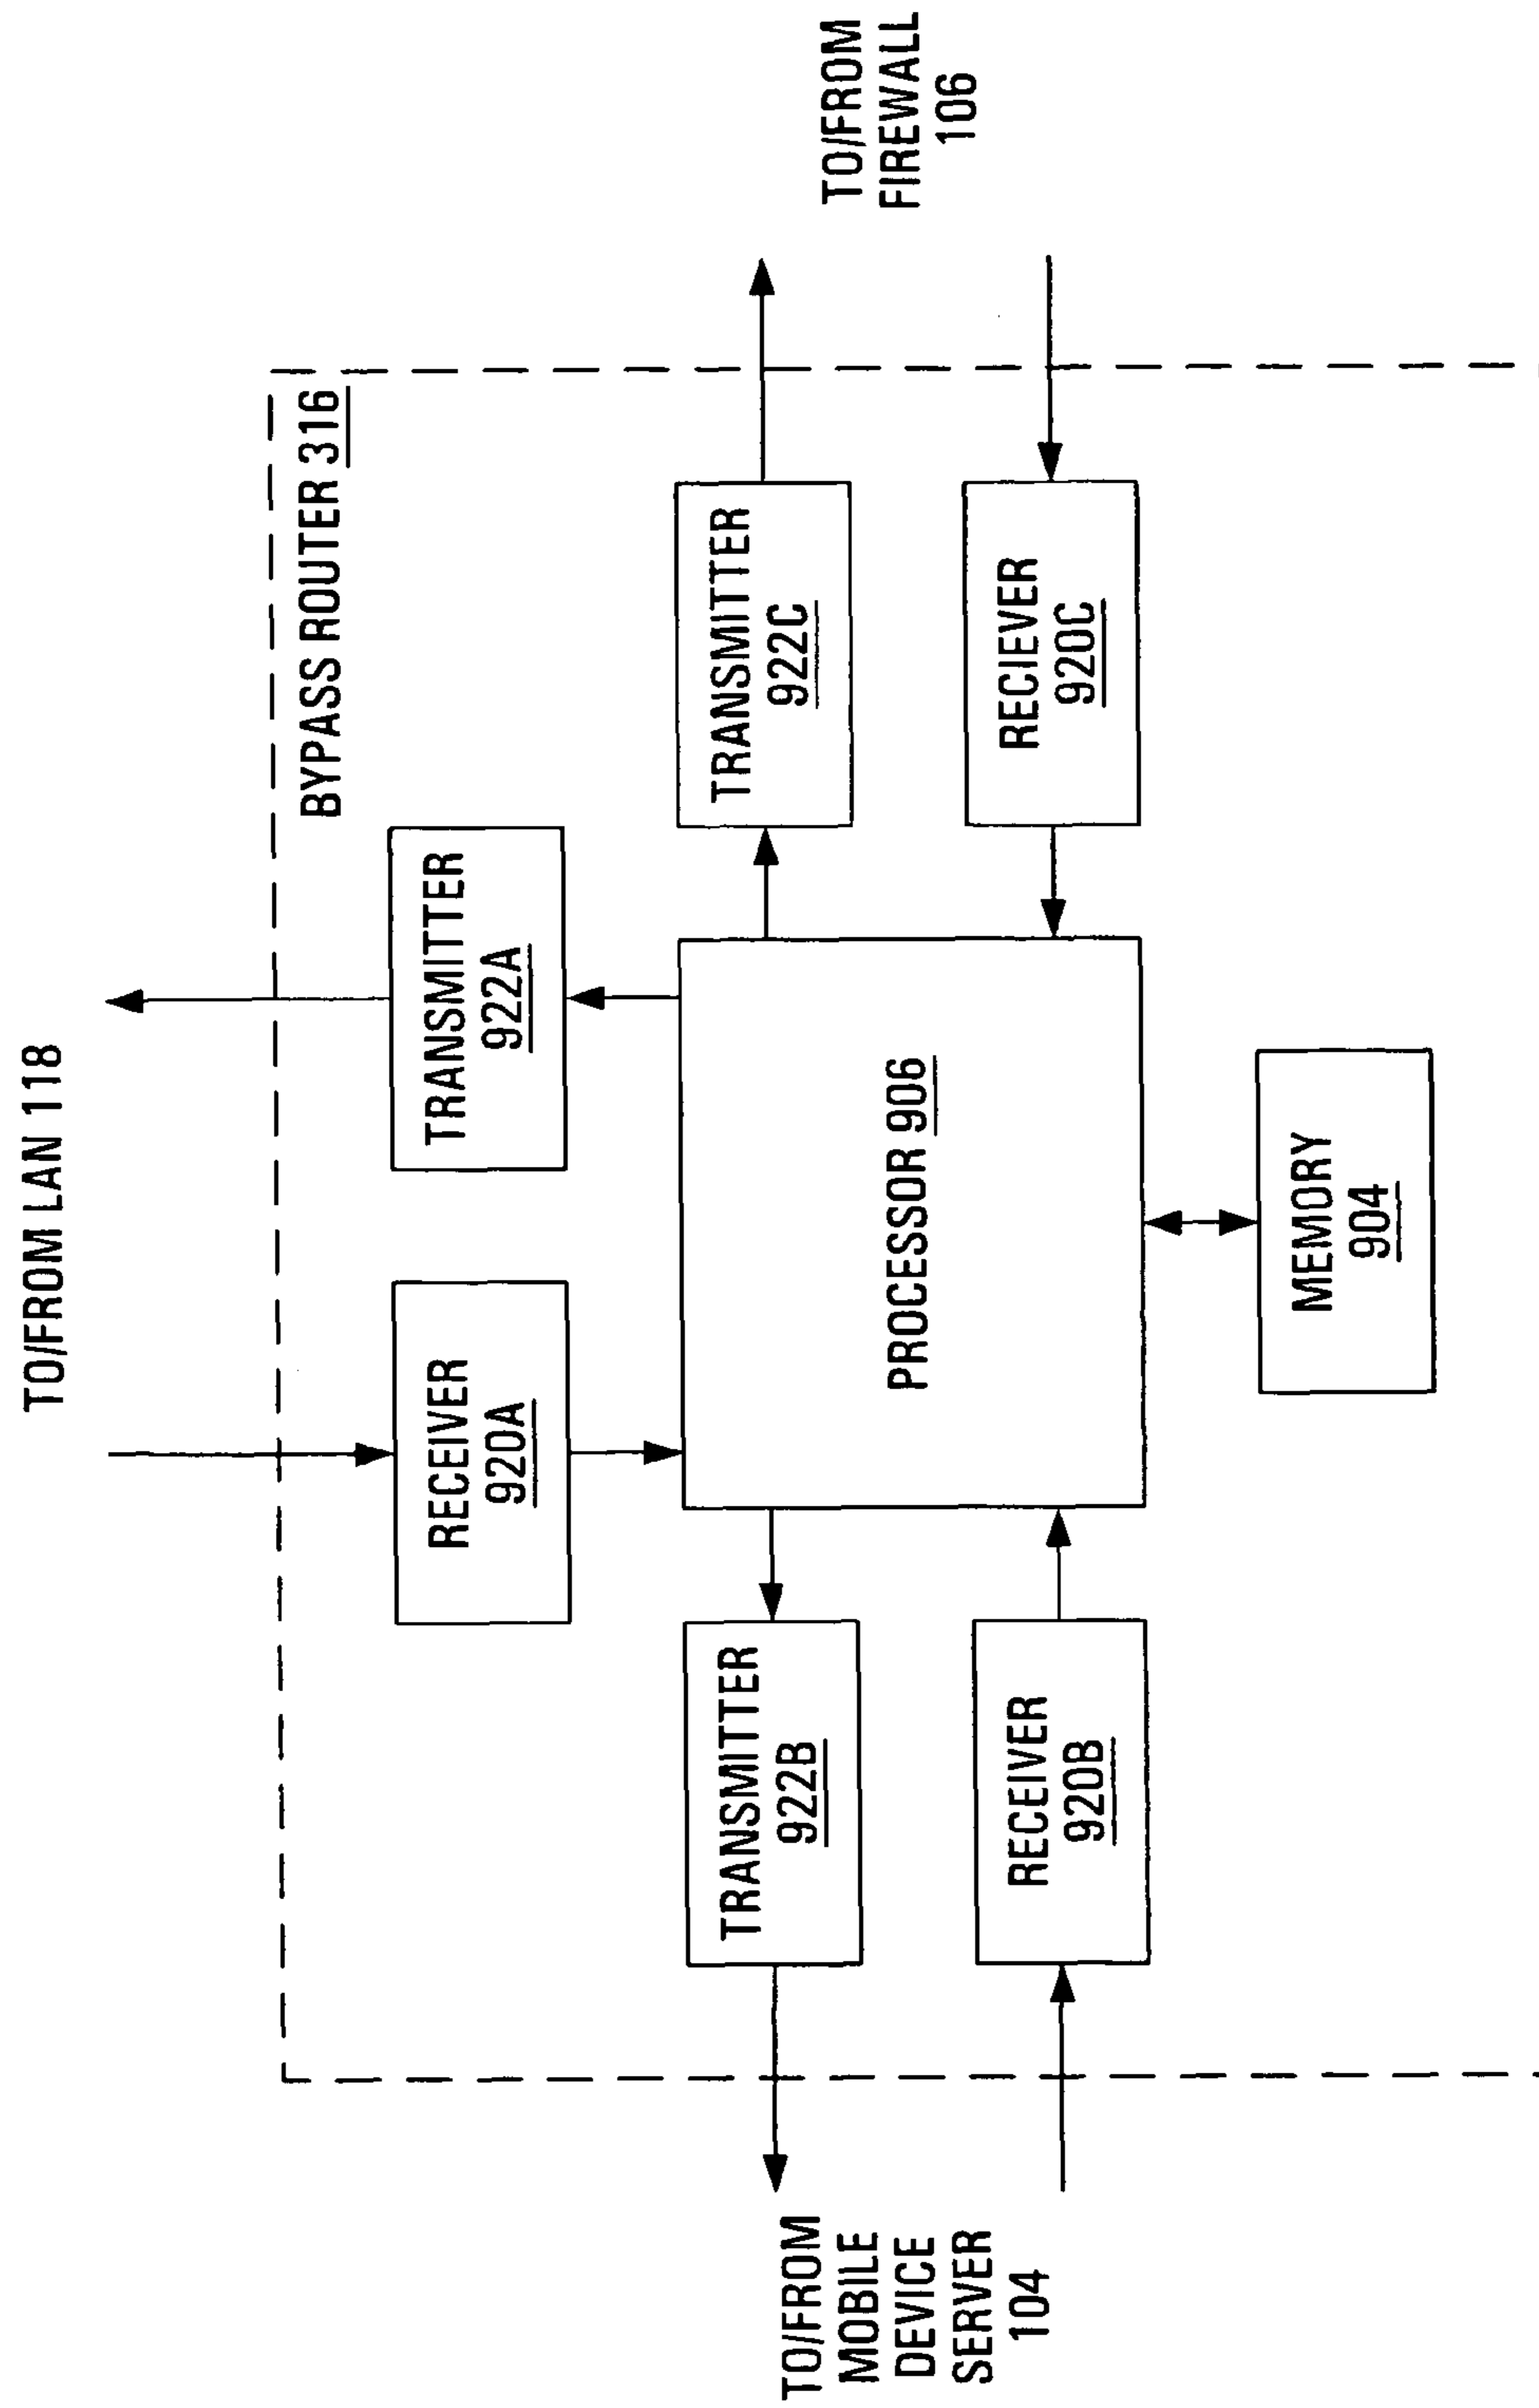 TO/FROM LAN 118
BYPASS ROUTER 316
RECEIVER
920A
TRANSMITTER
922A
TRANSMITTER
922B
TRANSMITTER
922C
TO/FROM
MOBILE
DEVICE
SERVER
104
PROCESSOR 906
TO/FROM
FIREWALL
106
RECEIVER
920B
RECIEVER
920C
MEMORY
904